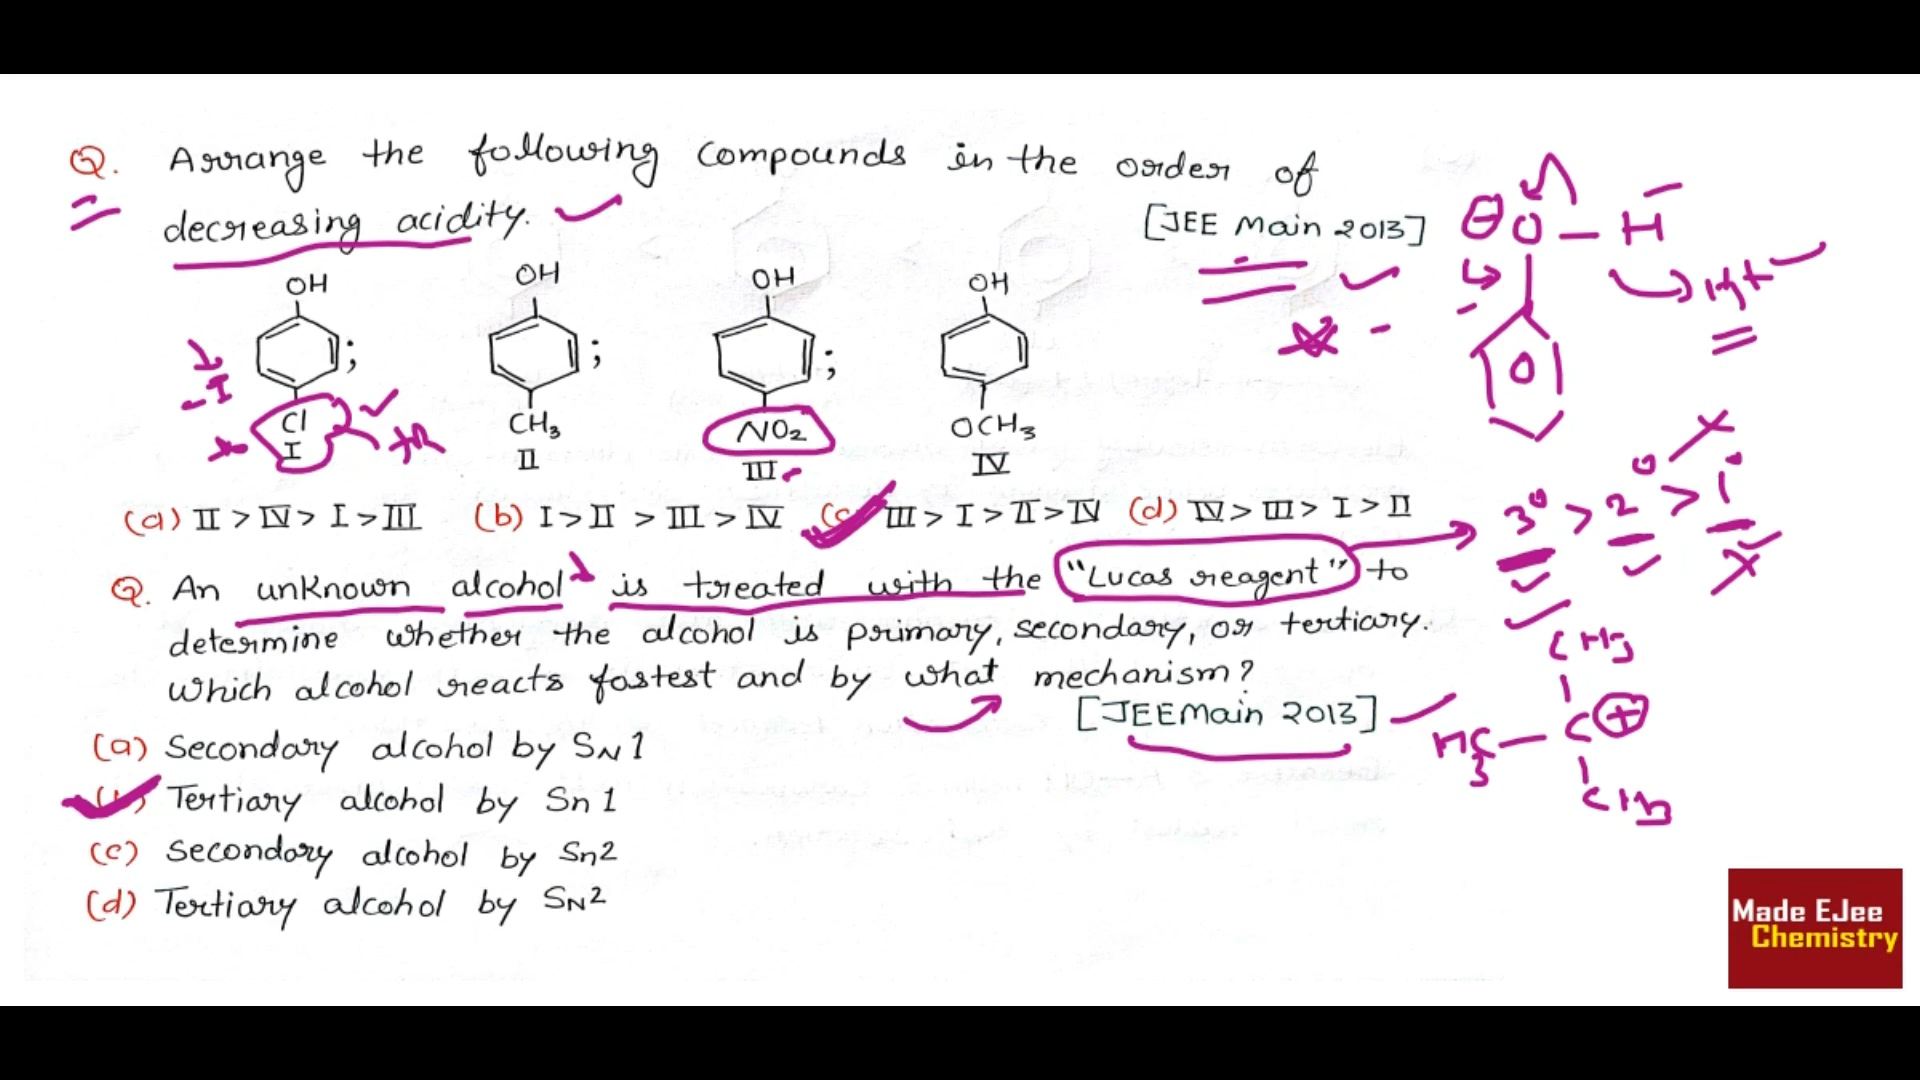 Q. Arrange the following compounds in the order of
decreasing acidity.
[JEE Main 2013]
OH
OH
OH
OH
Cl
CH3
NO2
OCH3
I
II
III
IV
;
;
;
-I
+R
(a) II > IV > I > III (b) I > II > III > IV (c) III > I > II > IV (d) IV > III > I > II
Q. An unknown alcohol is treated with the "Lucas reagent" to
determine whether the alcohol is primary, secondary, or tertiary.
which alcohol reacts fastest and by what mechanism?
[JEE Main 2013]
(a) Secondary alcohol by SN1
(b) Tertiary alcohol by Sn1
(c) Secondary alcohol by Sn2
(d) Tertiary alcohol by SN2
⊖O — H
H+
3° > 2° > 1°
CH3
H3C — C ⊕
CH3
Made EJee
Chemistry